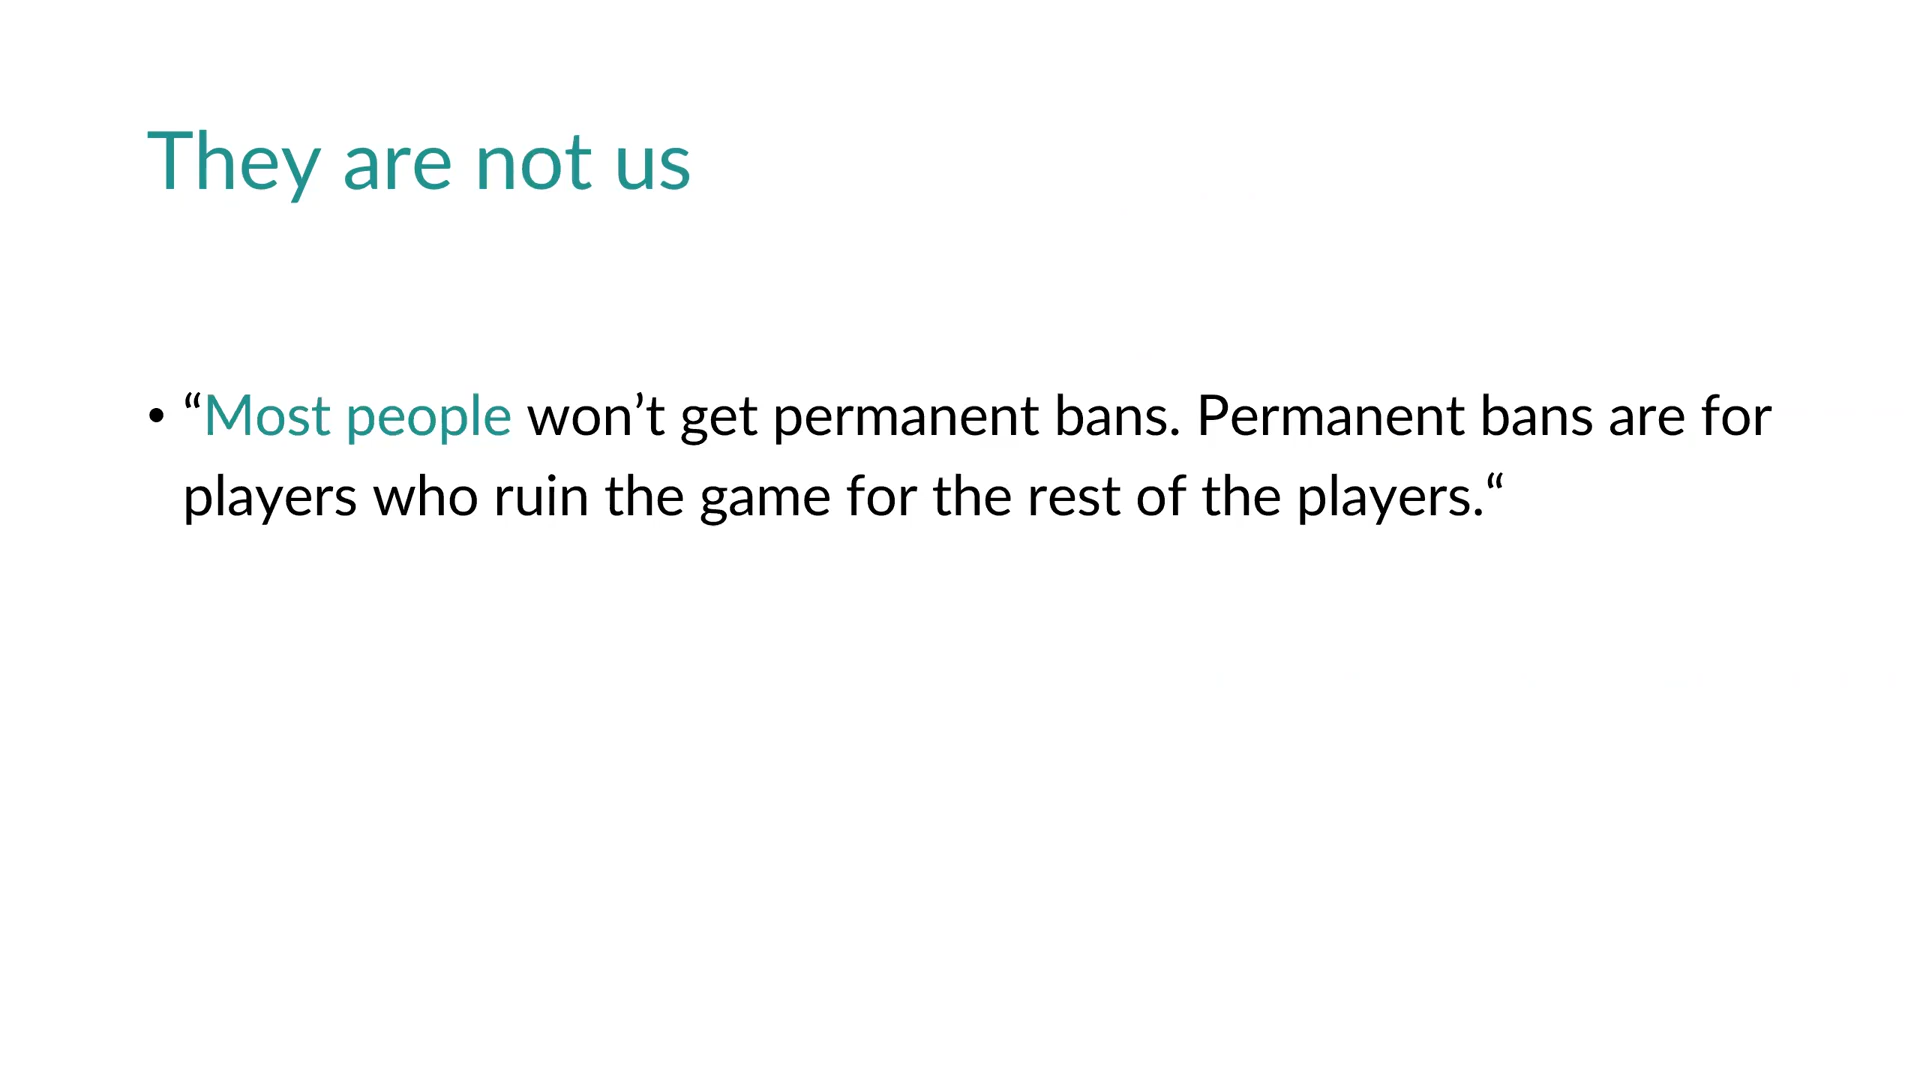 They are not us
• “Most people won’t get permanent bans. Permanent bans are for
players who ruin the game for the rest of the players.“